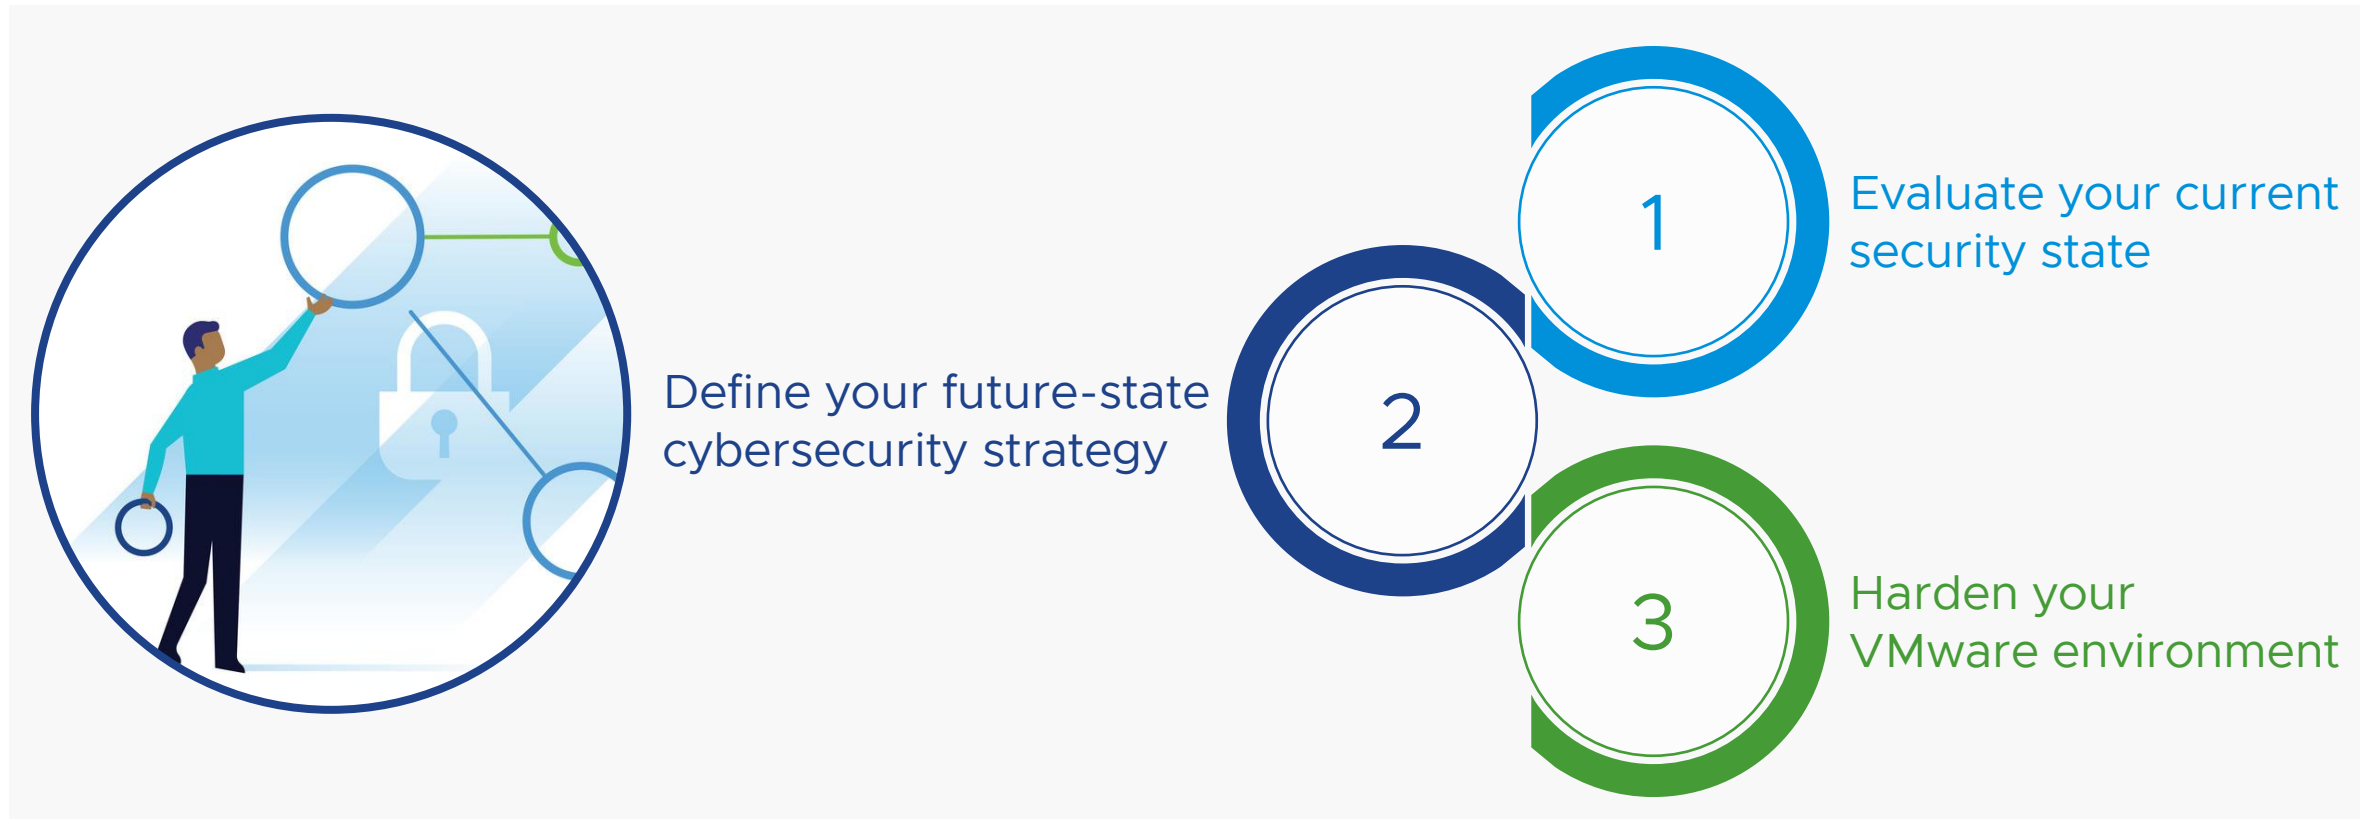 1
Evaluate your current
security state
2
Define your future-state
cybersecurity strategy
3
Harden your
VMware environment